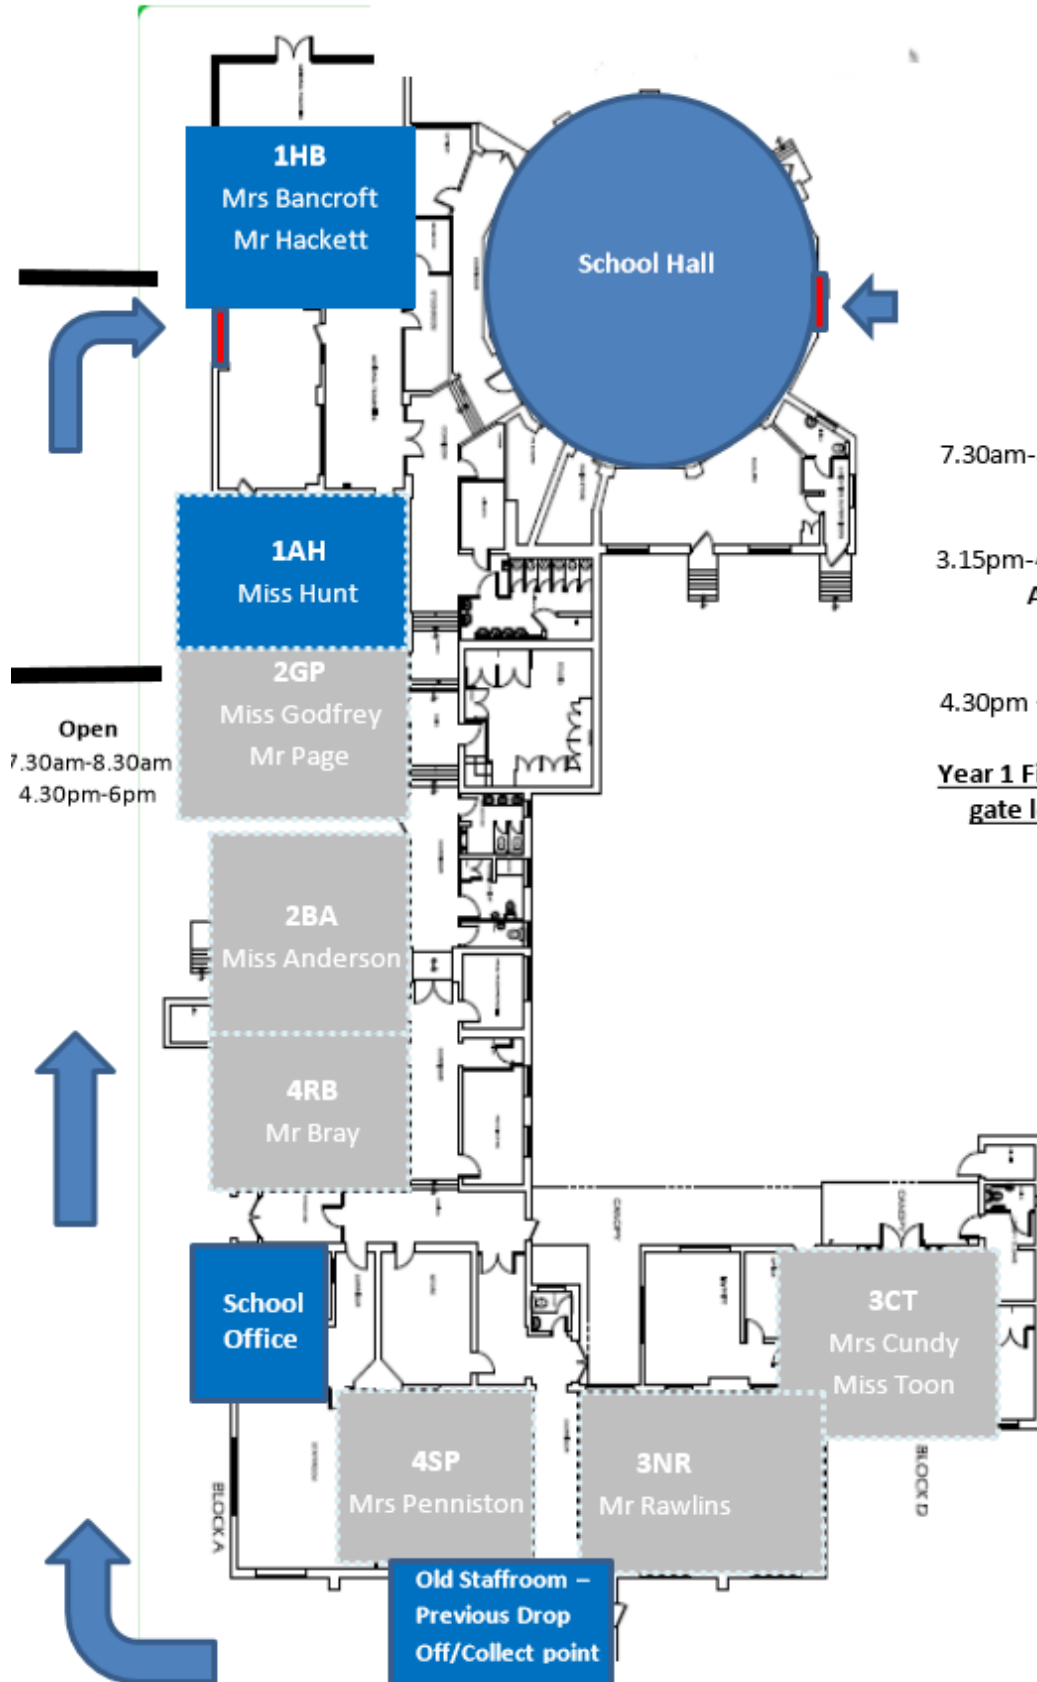 1HB
Mrs Bancroft
Mr Hackett
School Hall
7.30am-
1AH
Miss Hunt
3.15pm-
2GP
Miss Godfrey
Mr Page
4.30pm
Open
7.30am-8.30am
4.30pm-6pm
Year 1 Fi
gate l
2BA
Miss Anderson
4RB
Mr Bray
CANOPY
CANOPY
School
Office
3CT
Mrs Cundy
Miss Toon
4SP
Mrs Penniston
3NR
Mr Rawlins
BLOCK A
BLOCK D
Old Staffroom –
Previous Drop
Off/Collect point